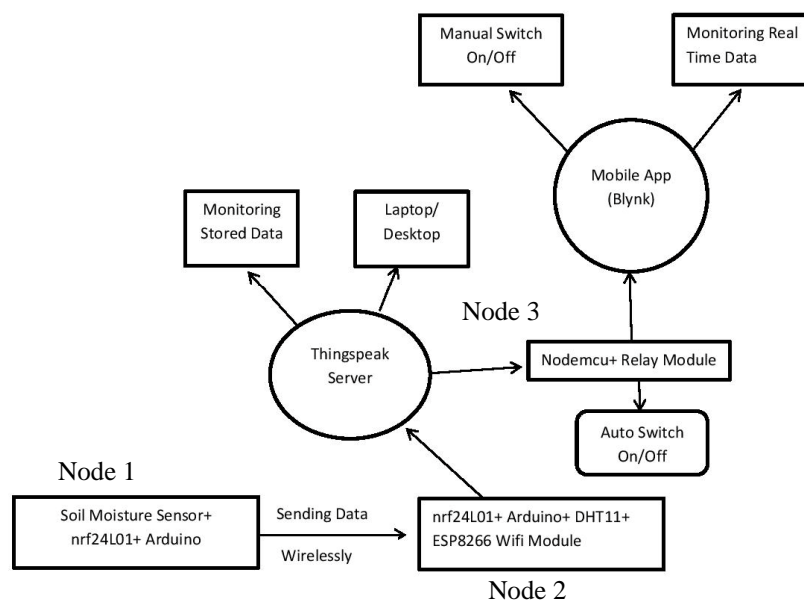 Manual Switch
On/Off
Monitoring Real
Time Data
Mobile App
(Blynk)
Monitoring
Stored Data
Laptop/
Desktop
Node 3
Thingspeak
Server
Nodemcu+ Relay Module
Auto Switch
On/Off
Node 1
Soil Moisture Sensor+
nrf24L01+ Arduino
Sending Data
Wirelessly
nrf24L01+ Arduino+ DHT11+
ESP8266 Wifi Module
Node 2